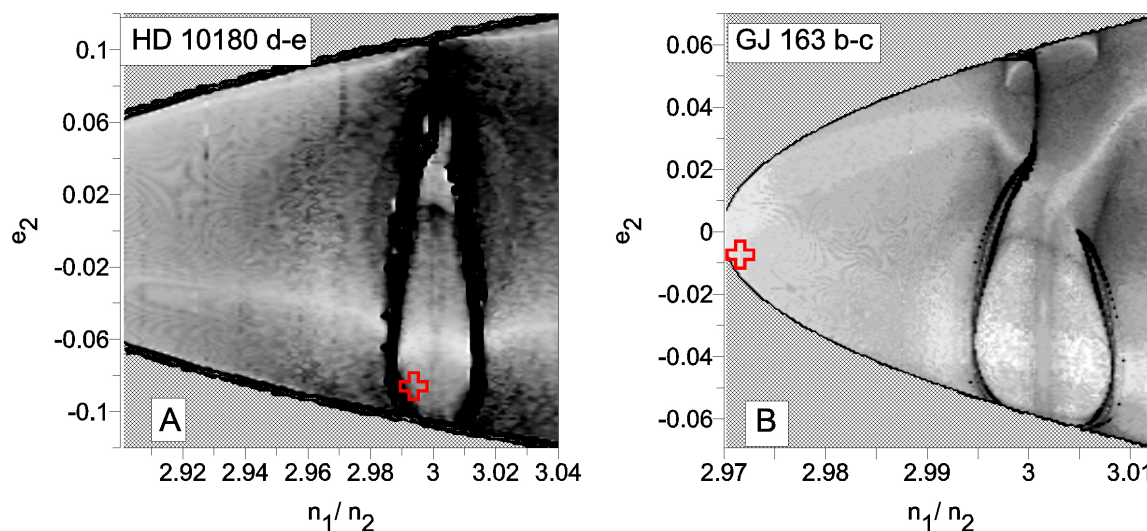 HD 10180 d-e
0.1
0.06
0.02
-0.02
-0.06
-0.1
e2
A
2.92 2.94 2.96 2.98 3 3.02 3.04
n1/ n2
GJ 163 b-c
0.06
0.04
0.02
0
-0.02
-0.04
-0.06
e2
B
2.97 2.98 2.99 3 3.01
n1/ n2